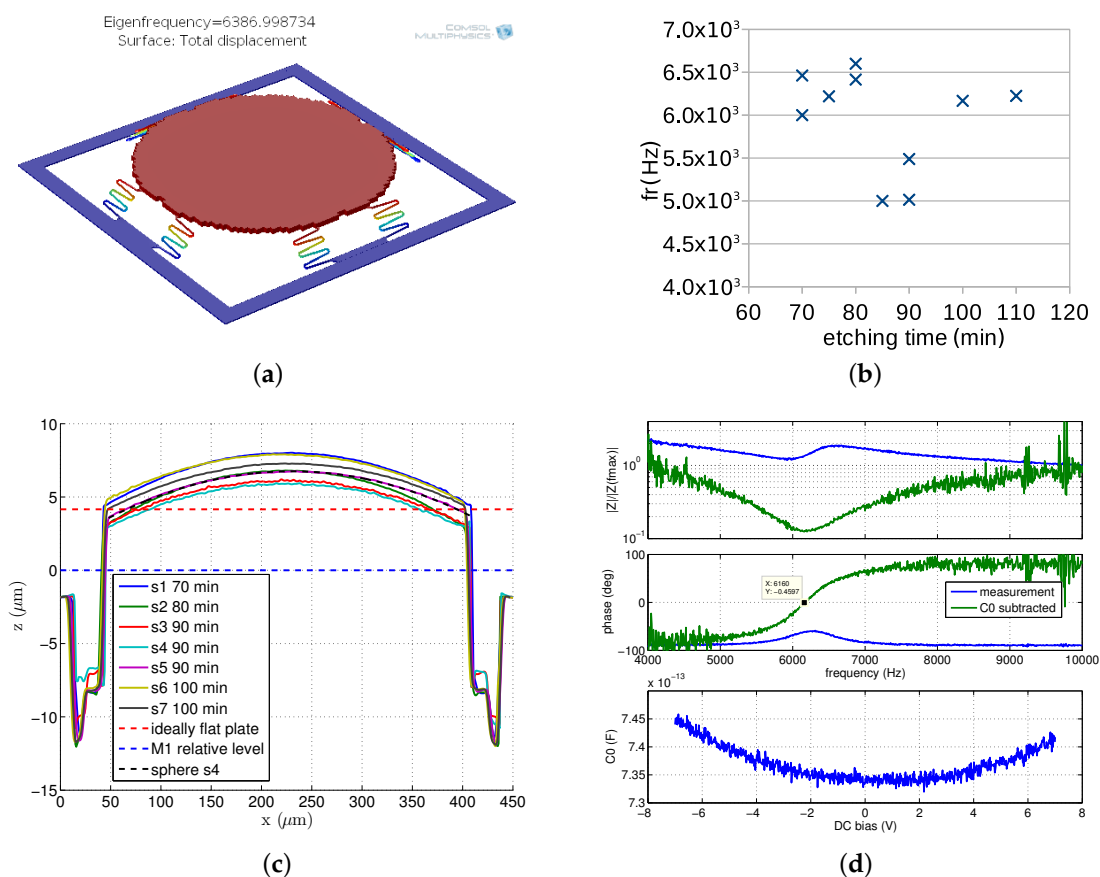 Eigenfrequency=6386.998734
Surface: Total displacement
COMSOL
MULTIPHYSICS
(a)
7.0x10³
6.5x10³
6.0x10³
5.5x10³
5.0x10³
4.5x10³
4.0x10³
fr (Hz)
60 70 80 90 100 110 120
etching time (min)
(b)
10
5
0
−5
−10
−15
z (μm)
s1 70 min
s2 80 min
s3 90 min
s4 90 min
s5 90 min
s6 100 min
s7 100 min
ideally flat plate
M1 relative level
sphere s4
0 50 100 150 200 250 300 350 400 450
x (μm)
(c)
|Z|/|Z(fmax)|
10⁰
10⁻¹
phase (deg)
100
0
−100
X: 6160
Y: −0.4597
measurement
C0 subtracted
4000 5000 6000 7000 8000 9000 10000
frequency (Hz)
x 10⁻¹³
C0 (F)
7.45
7.4
7.35
7.3
−8 −6 −4 −2 0 2 4 6 8
DC bias (V)
(d)